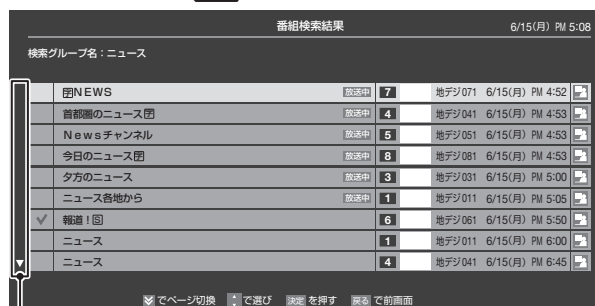 番組検索結果 6/15(月) PM 5:08
検索グループ名：ニュース
🈑NEWS 放送中 7 地デジ071 6/15(月) PM 4:52
首都圏のニュース🈑 放送中 4 地デジ041 6/15(月) PM 4:53
Newsチャンネル 放送中 5 地デジ051 6/15(月) PM 4:53
今日のニュース🈑 放送中 8 地デジ081 6/15(月) PM 4:53
夕方のニュース 放送中 3 地デジ031 6/15(月) PM 5:00
ニュース各地から 放送中 1 地デジ011 6/15(月) PM 5:05
報道！🅂 6 地デジ061 6/15(月) PM 5:50
ニュース 1 地デジ011 6/15(月) PM 6:00
ニュース 4 地デジ041 6/15(月) PM 6:45
でページ切換 で選び 決定 を押す 戻る で前画面